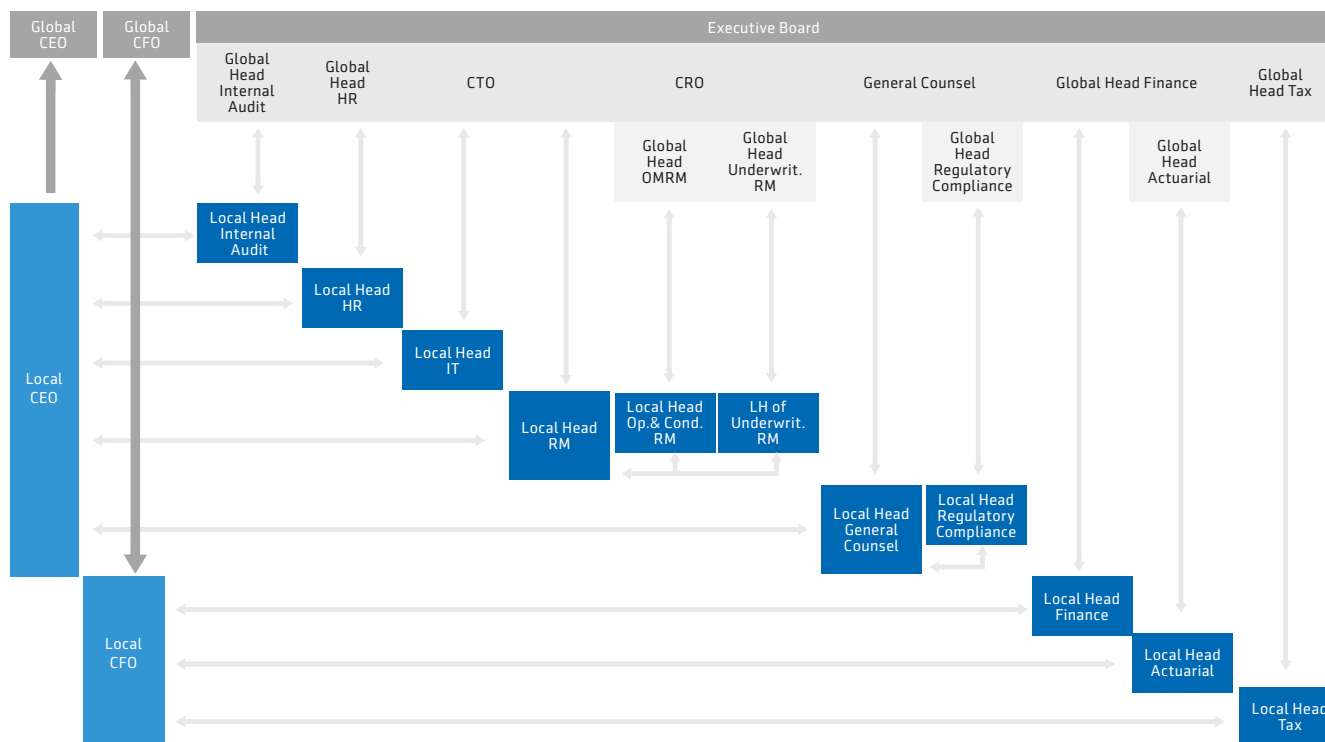 Global
CEO
Global
CFO
Executive Board
Global
Head
Internal
Audit
Global
Head
HR
CTO
CRO
General Counsel
Global Head Finance
Global
Head Tax
Global
Head
OMRM
Global
Head
Underwrit.
RM
Global
Head
Regulatory
Compliance
Global
Head
Actuarial
Local Head
Internal
Audit
Local Head
HR
Local Head
IT
Local
CEO
Local Head
RM
Local Head
Op.& Cond.
RM
LH of
Underwrit.
RM
Local Head
General
Counsel
Local Head
Regulatory
Compliance
Local
CFO
Local Head
Finance
Local Head
Actuarial
Local Head
Tax